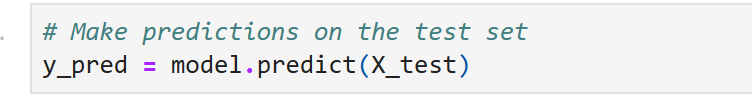 # Make predictions on the test set
y_pred = model.predict(X_test)